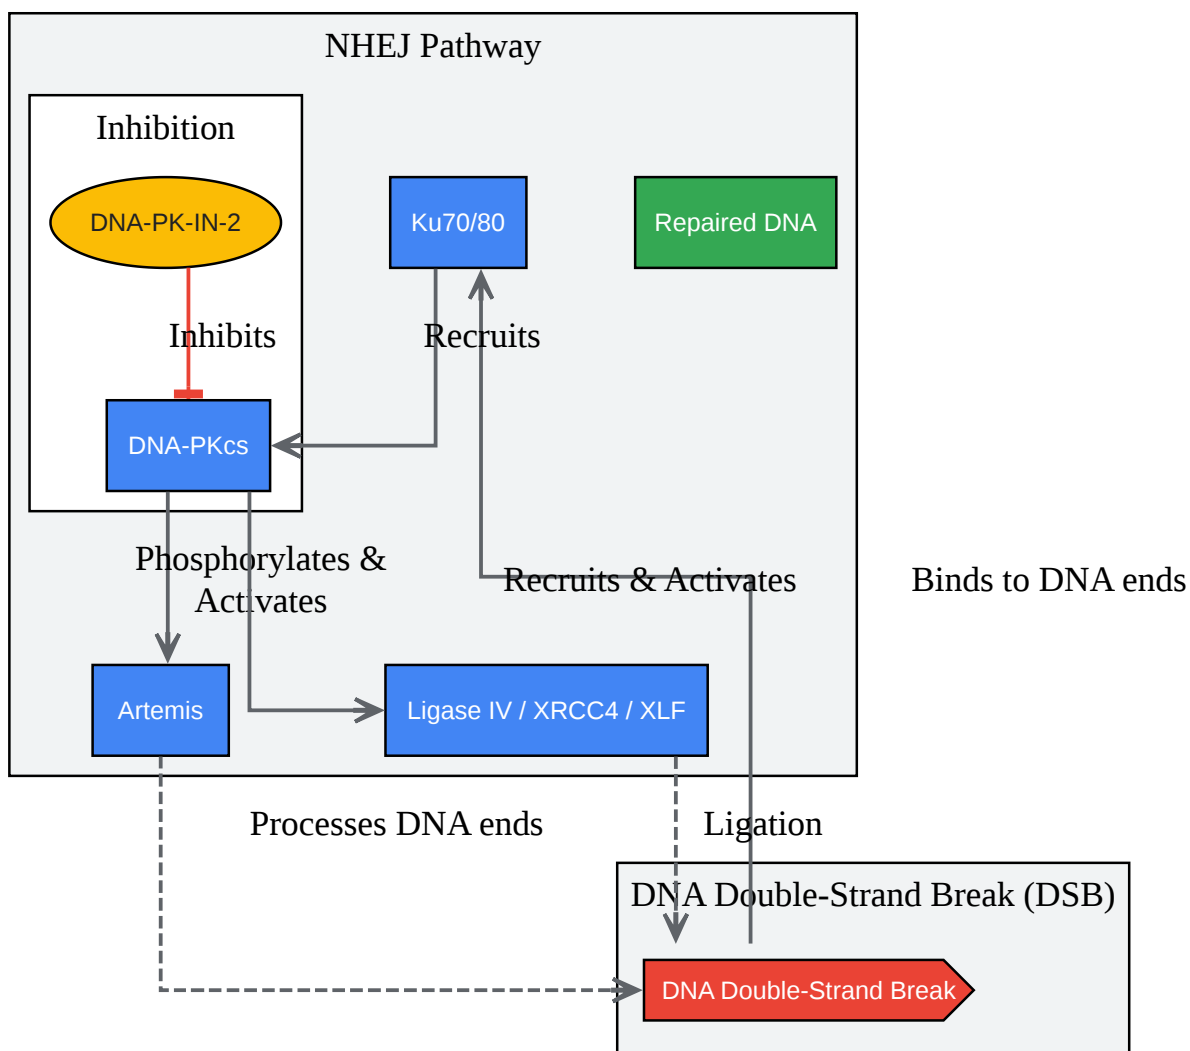 NHEJ Pathway
Inhibition
DNA-PK-IN-2
Ku70/80
Repaired DNA
Inhibits
Recruits
DNA-PKcs
Phosphorylates &
Activates
Recruits & Activates
Binds to DNA ends
Artemis
Ligase IV / XRCC4 / XLF
Processes DNA ends
Ligation
DNA Double-Strand Break (DSB)
DNA Double-Strand Break